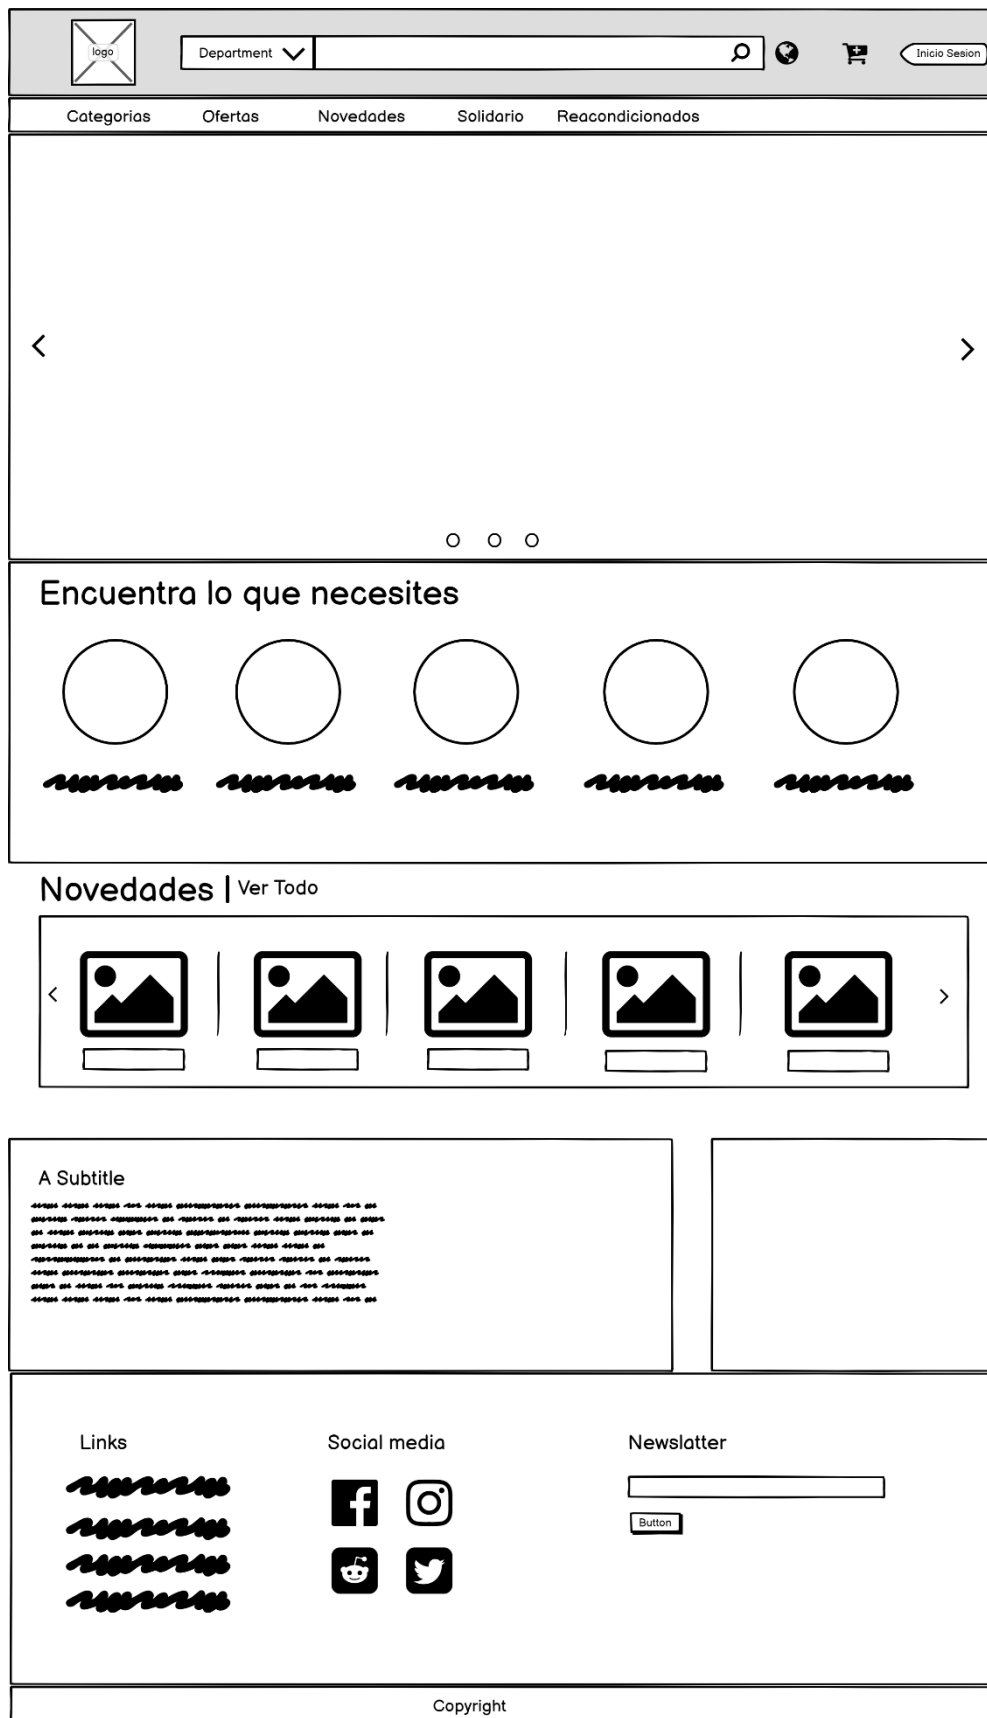 logo
Department
Inicio Sesion
Categorias Ofertas Novedades Solidario Reacondicionados
Encuentra lo que necesites
Novedades | Ver Todo
A Subtitle
Links Social media Newslatter
Button
Copyright